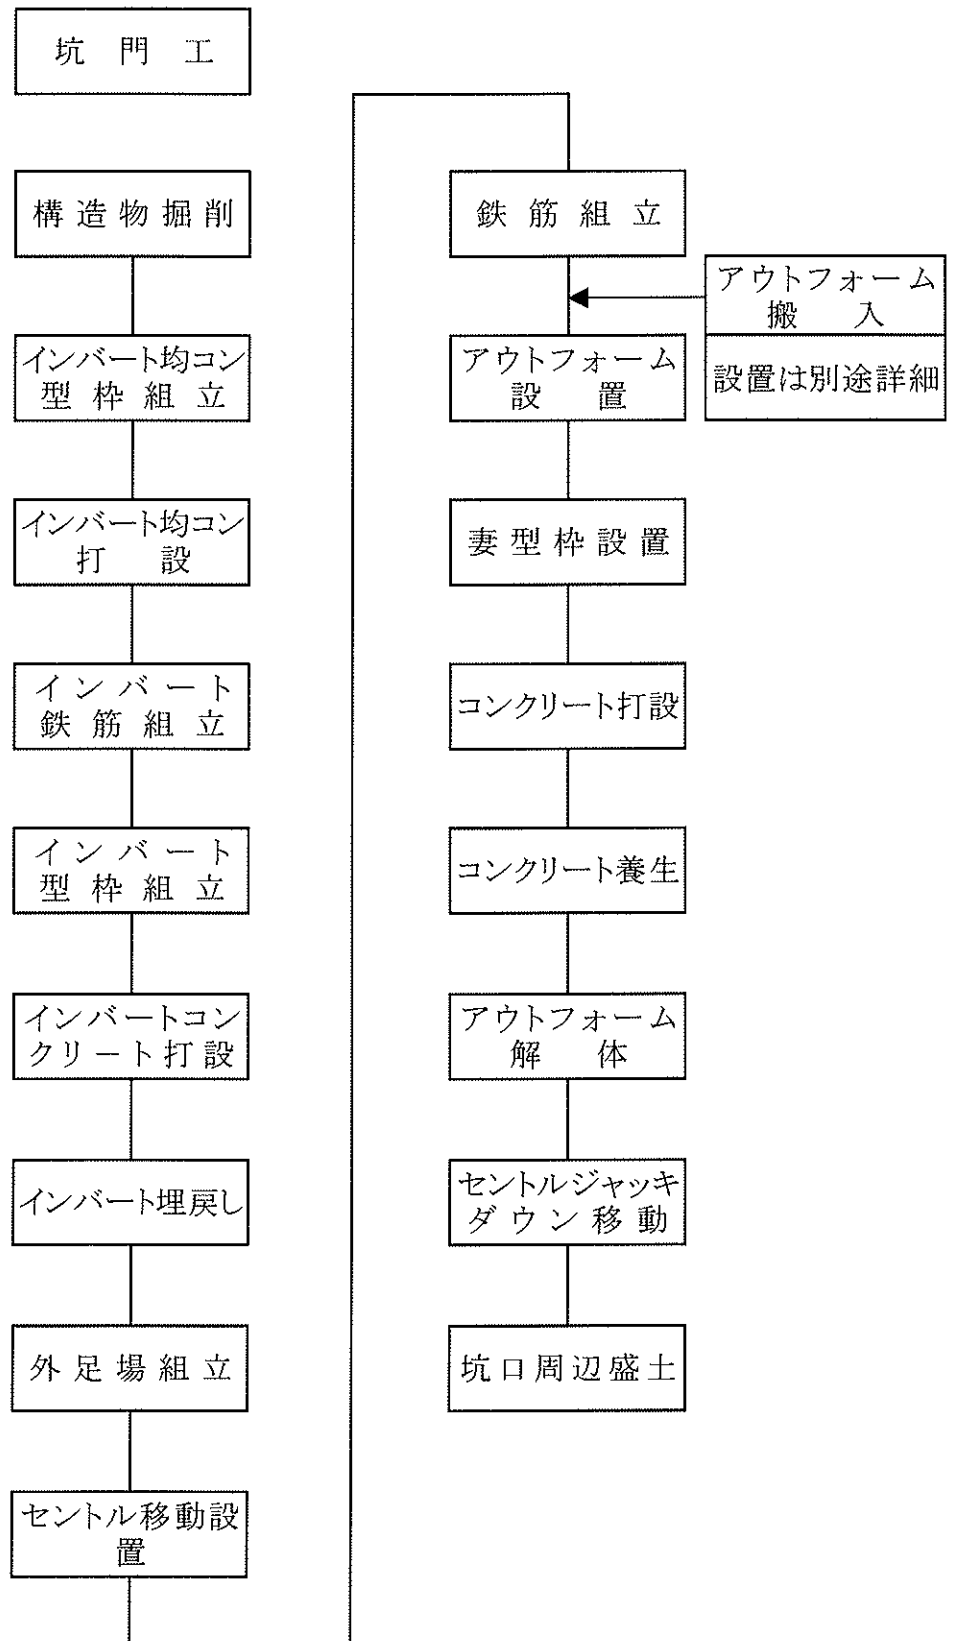 坑門工
構造物掘削
インバート均コン
型枠組立
インバート均コン
打設
インバート
鉄筋組立
インバート
型枠組立
インバートコン
クリート打設
インバート埋戻し
外足場組立
セントル移動設
置
鉄筋組立
アウトフォーム
搬入
設置は別途詳細
アウトフォーム
設置
妻型枠設置
コンクリート打設
コンクリート養生
アウトフォーム
解体
セントルジャッキ
ダウン移動
坑口周辺盛土